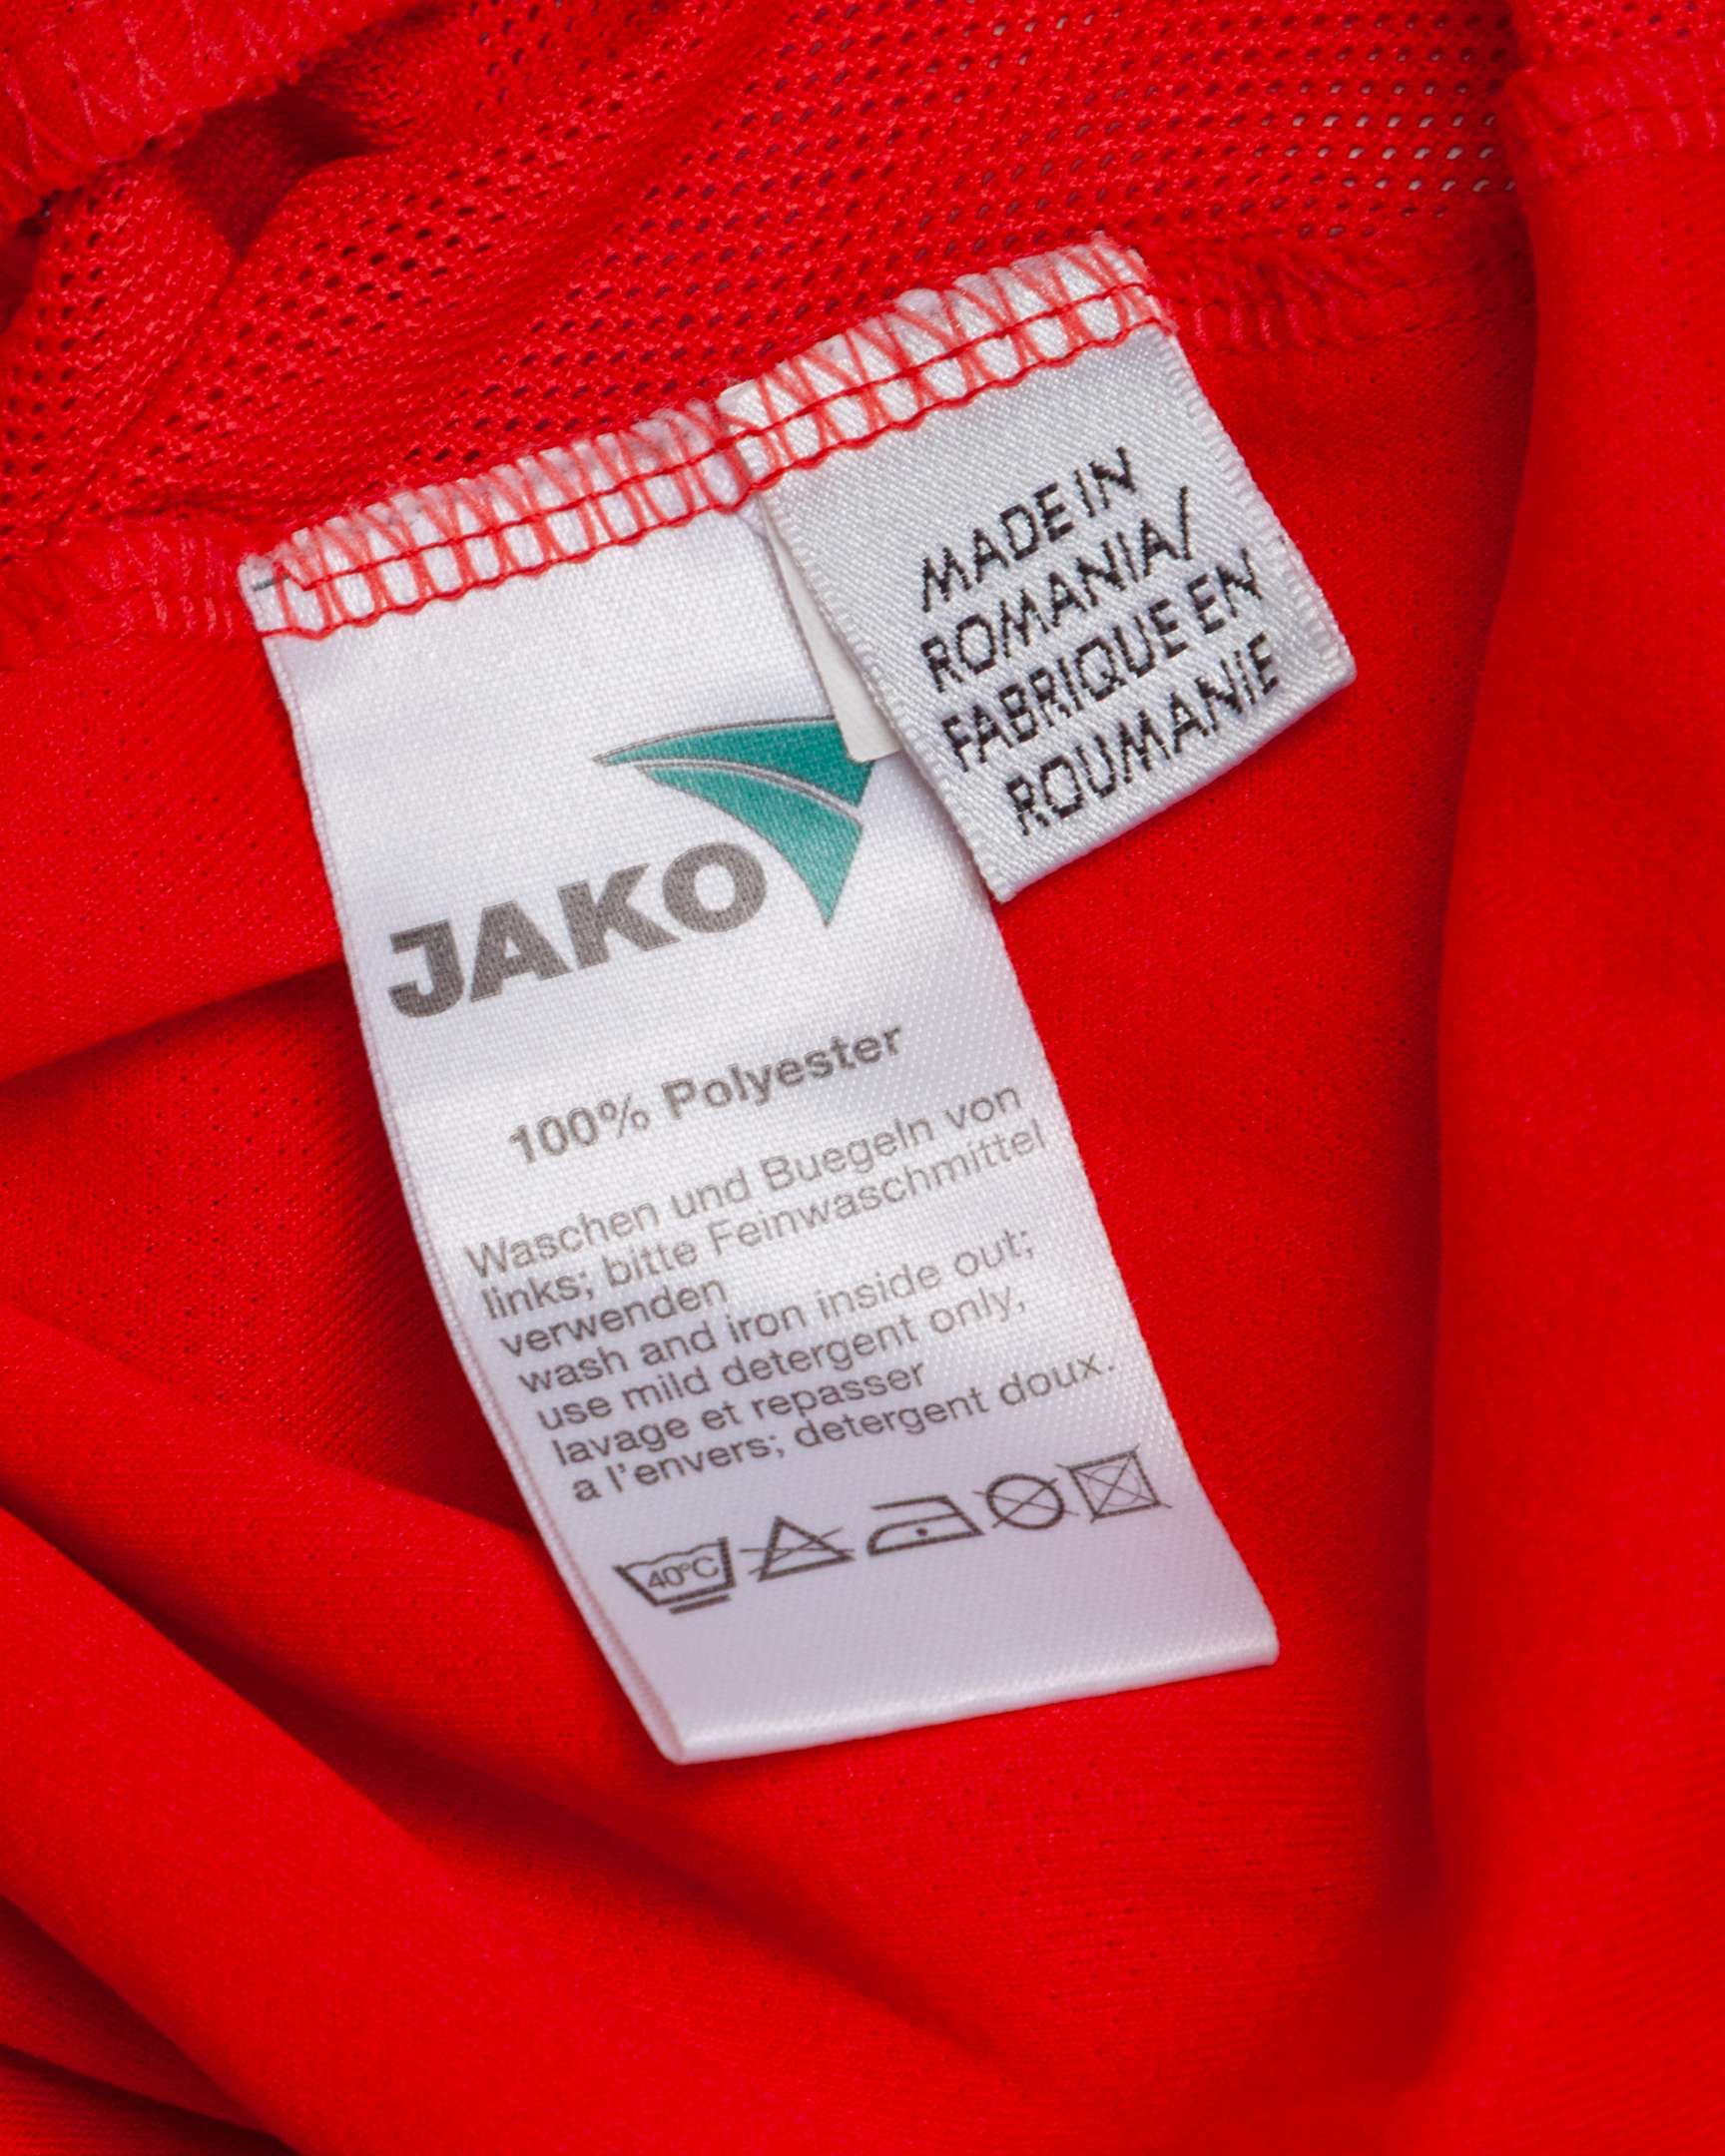 MADE IN
ROMANIA/
FABRIQUE EN
ROUMANIE
JAKO
100% Polyester
Waschen und Buegeln von
links; bitte Feinwaschmittel
verwenden
wash and iron inside out;
use mild detergent only,
lavage et repasser
a l'envers; detergent doux.
40°C